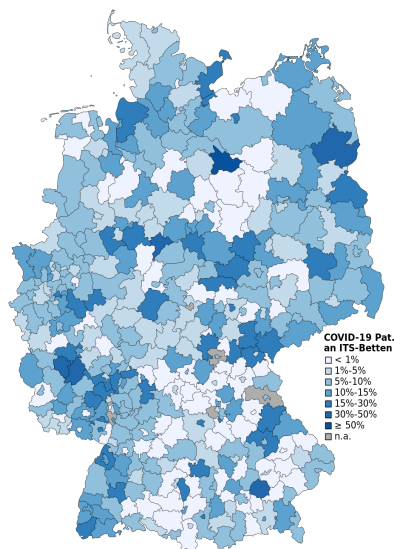 COVID-19 Pat.
an ITS-Betten
< 1%
1%-5%
5%-10%
10%-15%
15%-30%
30%-50%
≥ 50%
n.a.